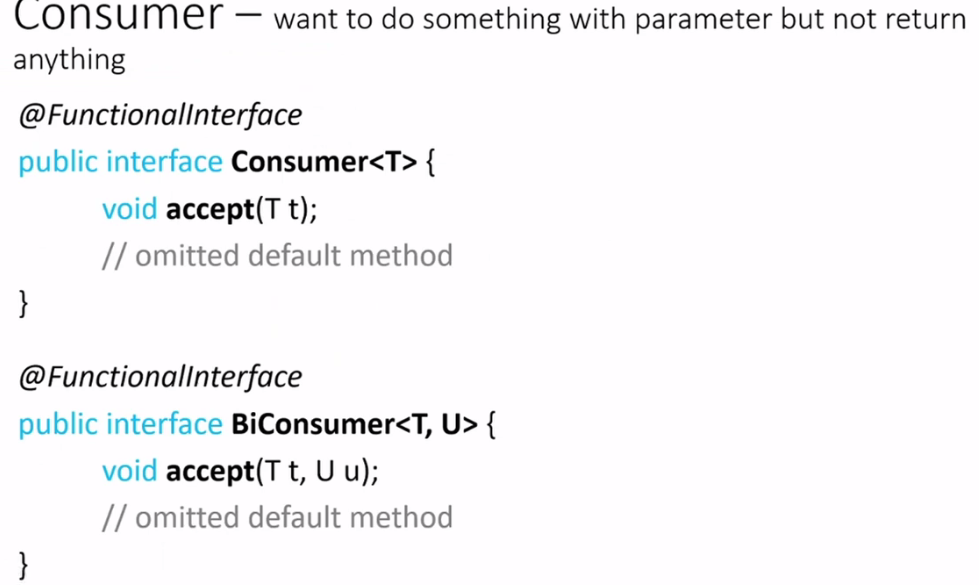 Consumer – want to do something with parameter but not return
anything
@FunctionalInterface
public interface Consumer<T> {
void accept(T t);
// omitted default method
}
@FunctionalInterface
public interface BiConsumer<T, U> {
void accept(T t, U u);
// omitted default method
}